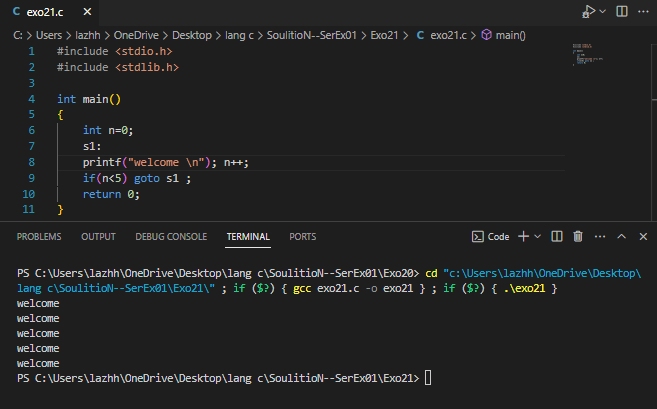 C exo21.c ×
C: > Users > lazhh > OneDrive > Desktop > lang c > SoulitioN--SerEx01 > Exo21 > C exo21.c > main()
1 #include <stdio.h>
2 #include <stdlib.h>
3
4 int main()
5 {
6 int n=0;
7 s1:
8 printf("welcome \n"); n++;
9 if(n<5) goto s1 ;
10 return 0;
11 }
PROBLEMS OUTPUT DEBUG CONSOLE TERMINAL PORTS Code
PS C:\Users\lazhh\OneDrive\Desktop\lang c\SoulitioN--SerEx01\Exo20> cd "c:\Users\lazhh\OneDrive\Desktop\
lang c\SoulitioN--SerEx01\Exo21\" ; if ($?) { gcc exo21.c -o exo21 } ; if ($?) { .\exo21 }
welcome
welcome
welcome
welcome
welcome
PS C:\Users\lazhh\OneDrive\Desktop\lang c\SoulitioN--SerEx01\Exo21>